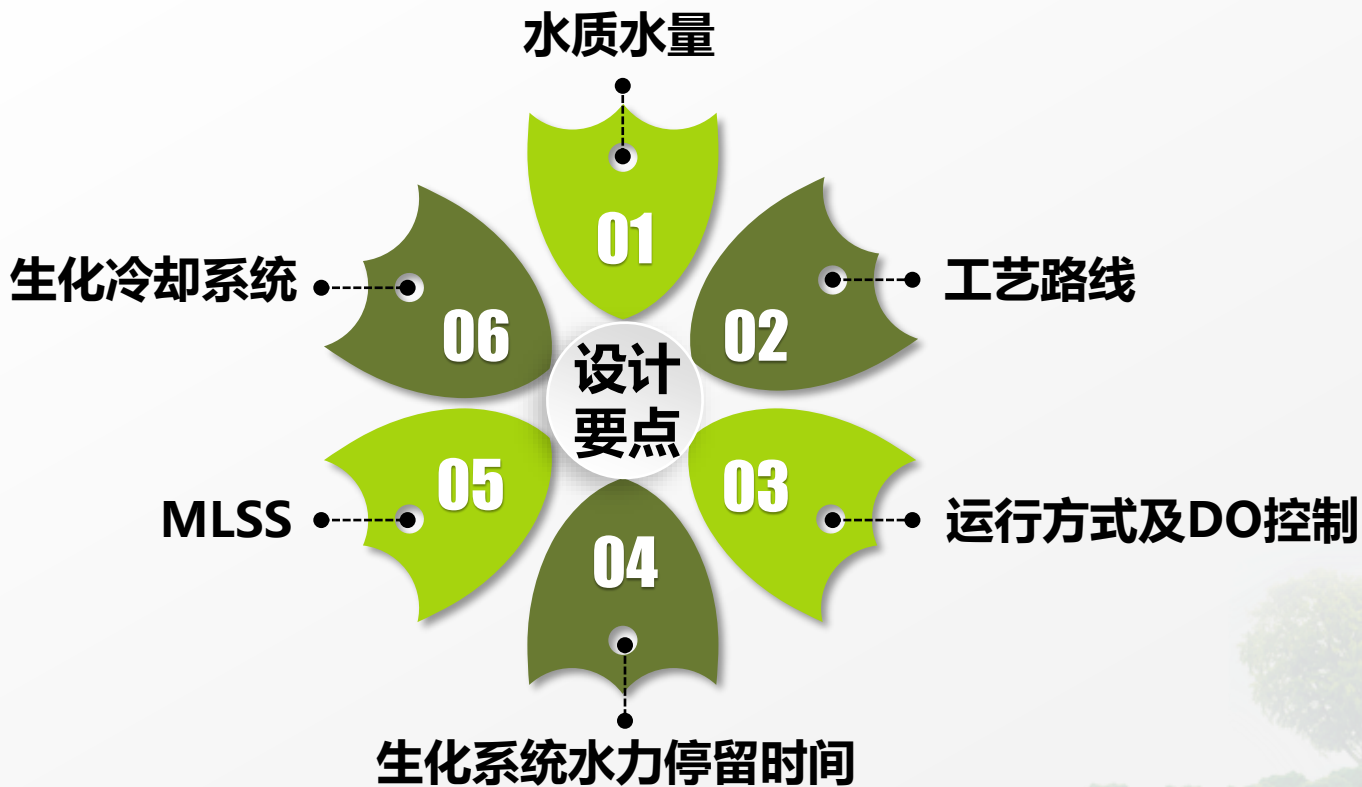 水质水量
01
工艺路线
02
运行方式及DO控制
03
生化系统水力停留时间
04
MLSS
05
生化冷却系统
06
设计
要点